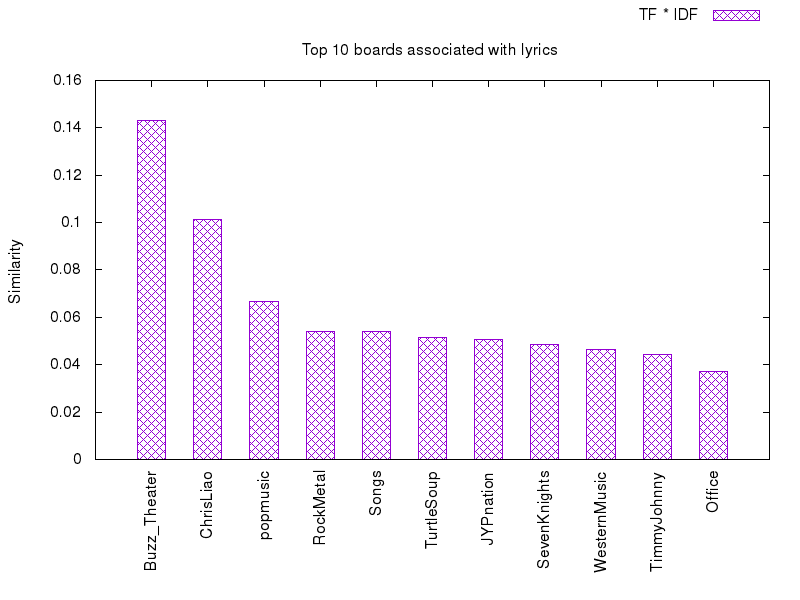 TF * IDF
Top 10 boards associated with lyrics
0.16
0.14
0.12
0.1
0.08
0.06
0.04
0.02
0
Similarity
Buzz_Theater
ChrisLiao
popmusic
RockMetal
Songs
TurtleSoup
JYPnation
SevenKnights
WesternMusic
TimmyJohnny
Office